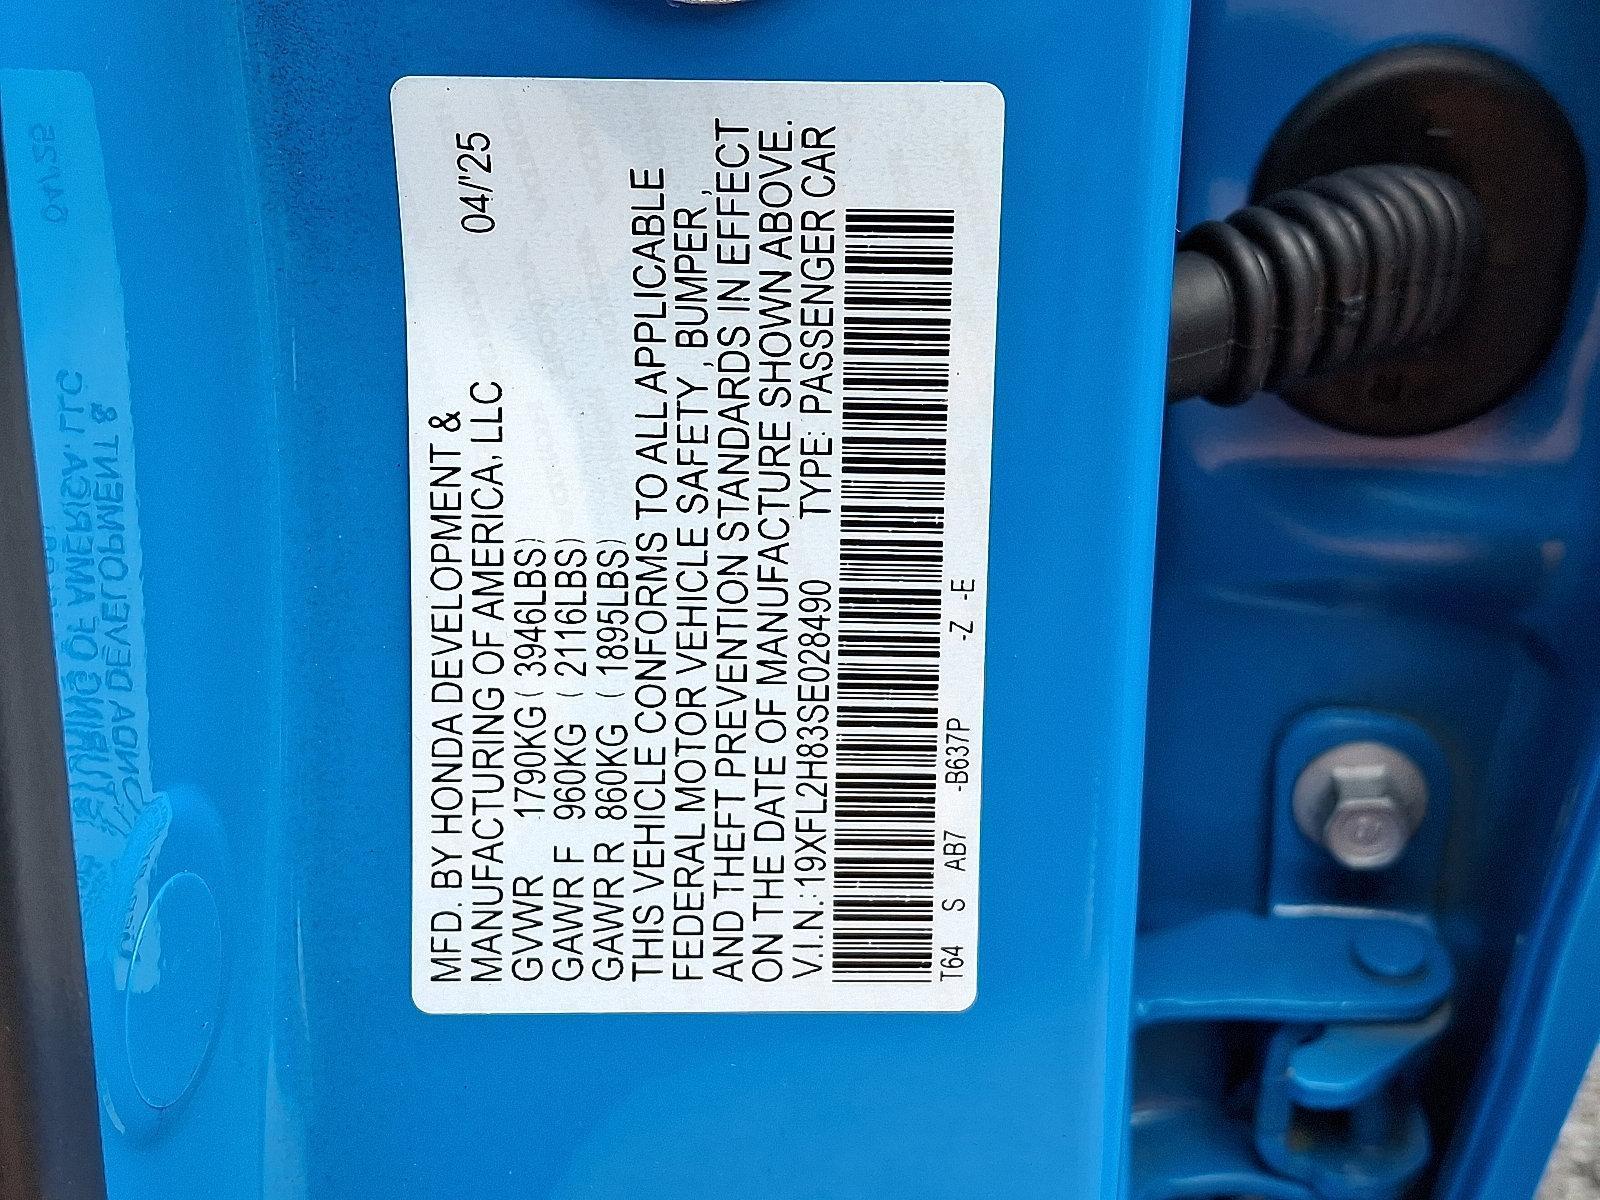 MFD. BY HONDA DEVELOPMENT &
MANUFACTURING OF AMERICA, LLC 04/'25
GVWR 1790KG ( 3946LBS)
GAWR F 960KG ( 2116LBS)
GAWR R 860KG ( 1895LBS)
THIS VEHICLE CONFORMS TO ALL APPLICABLE
FEDERAL MOTOR VEHICLE SAFETY , BUMPER ,
AND THEFT PREVENTION STANDARDS IN EFFECT
ON THE DATE OF MANUFACTURE SHOWN ABOVE.
V.I.N.: 19XFL2H83SE028490 TYPE: PASSENGER CAR
T64 S AB7 -B637P -Z -E